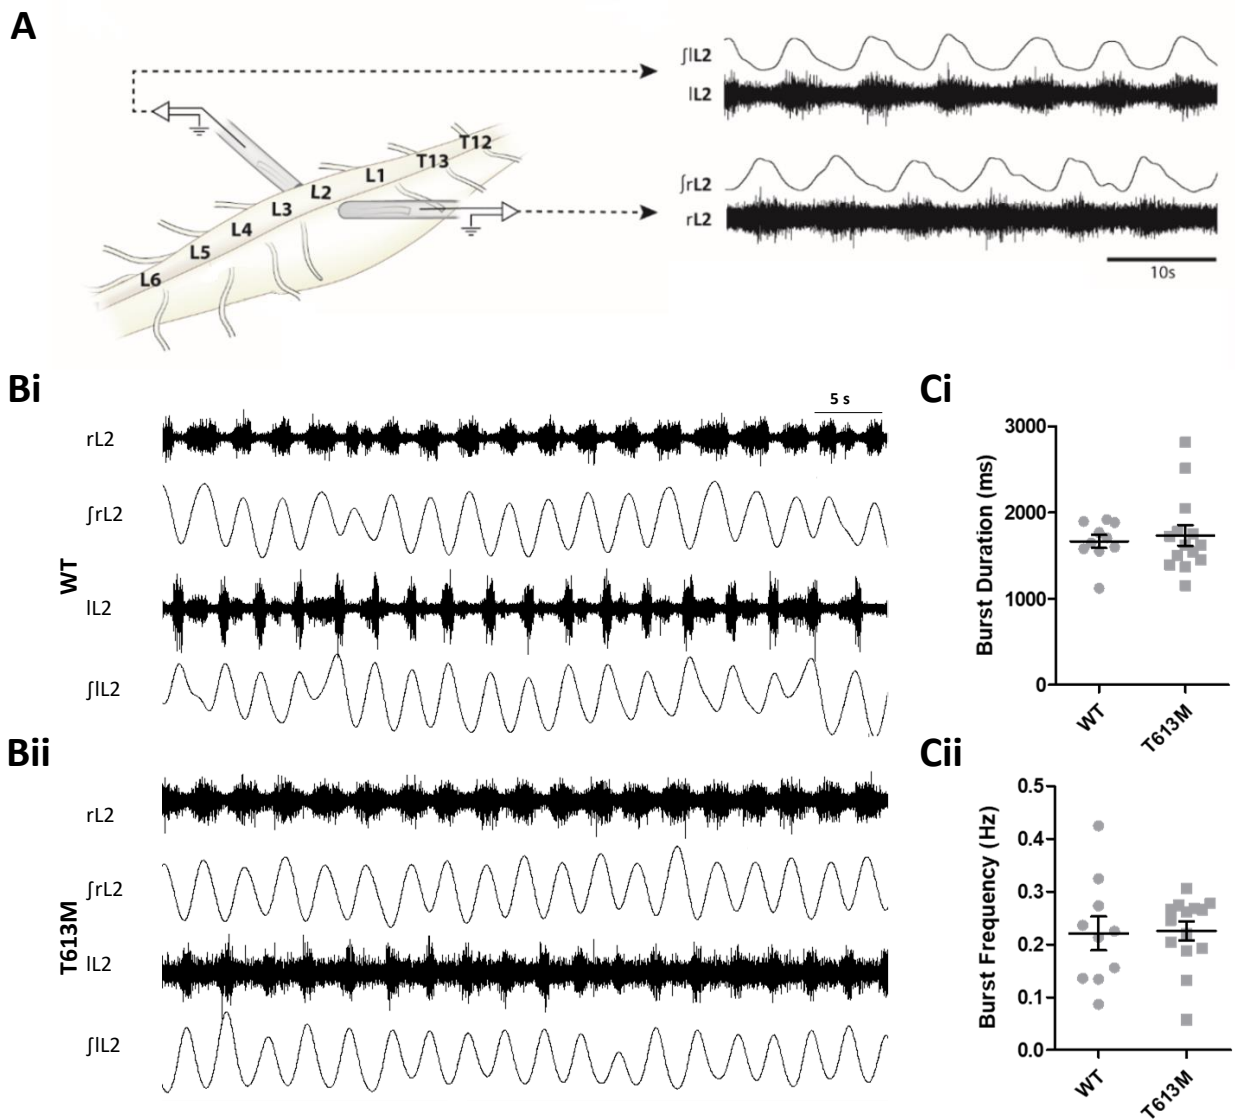 A
∫lL2
lL2
∫rL2
rL2
10s
T12
T13
L1
L2
L3
L4
L5
L6
Bi
5 s
rL2
∫rL2
WT
lL2
∫lL2
Bii
rL2
∫rL2
T613M
lL2
∫lL2
Ci
Burst Duration (ms)
3000
2000
1000
0
WT
T613M
Cii
Burst Frequency (Hz)
0.5
0.4
0.3
0.2
0.1
0.0
WT
T613M